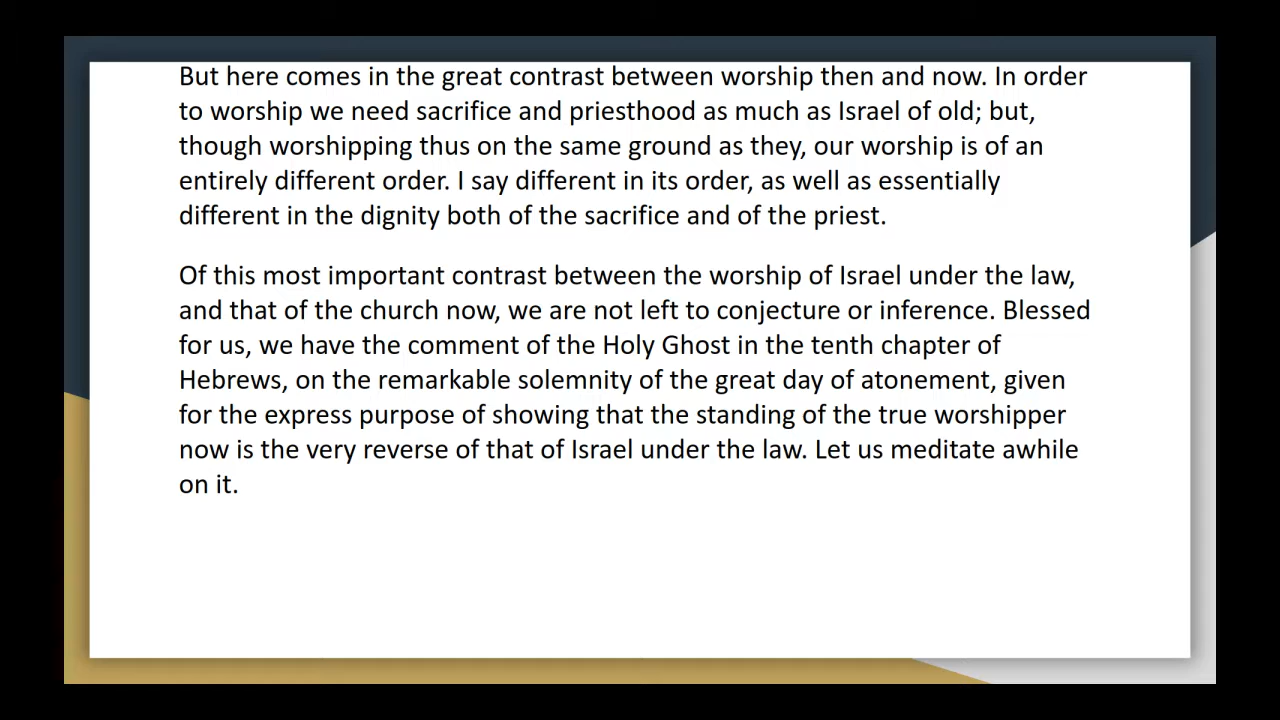 But here comes in the great contrast between worship then and now. In order
to worship we need sacrifice and priesthood as much as Israel of old; but,
though worshipping thus on the same ground as they, our worship is of an
entirely different order. I say different in its order, as well as essentially
different in the dignity both of the sacrifice and of the priest.
Of this most important contrast between the worship of Israel under the law,
and that of the church now, we are not left to conjecture or inference. Blessed
for us, we have the comment of the Holy Ghost in the tenth chapter of
Hebrews, on the remarkable solemnity of the great day of atonement, given
for the express purpose of showing that the standing of the true worshipper
now is the very reverse of that of Israel under the law. Let us meditate awhile
on it.